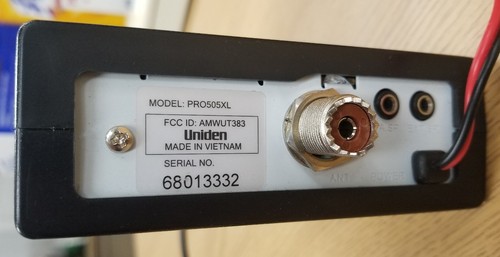 MODEL: PRO505XL
FCC ID: AMWUT383
Uniden
MADE IN VIETNAM
SERIAL NO.
68013332